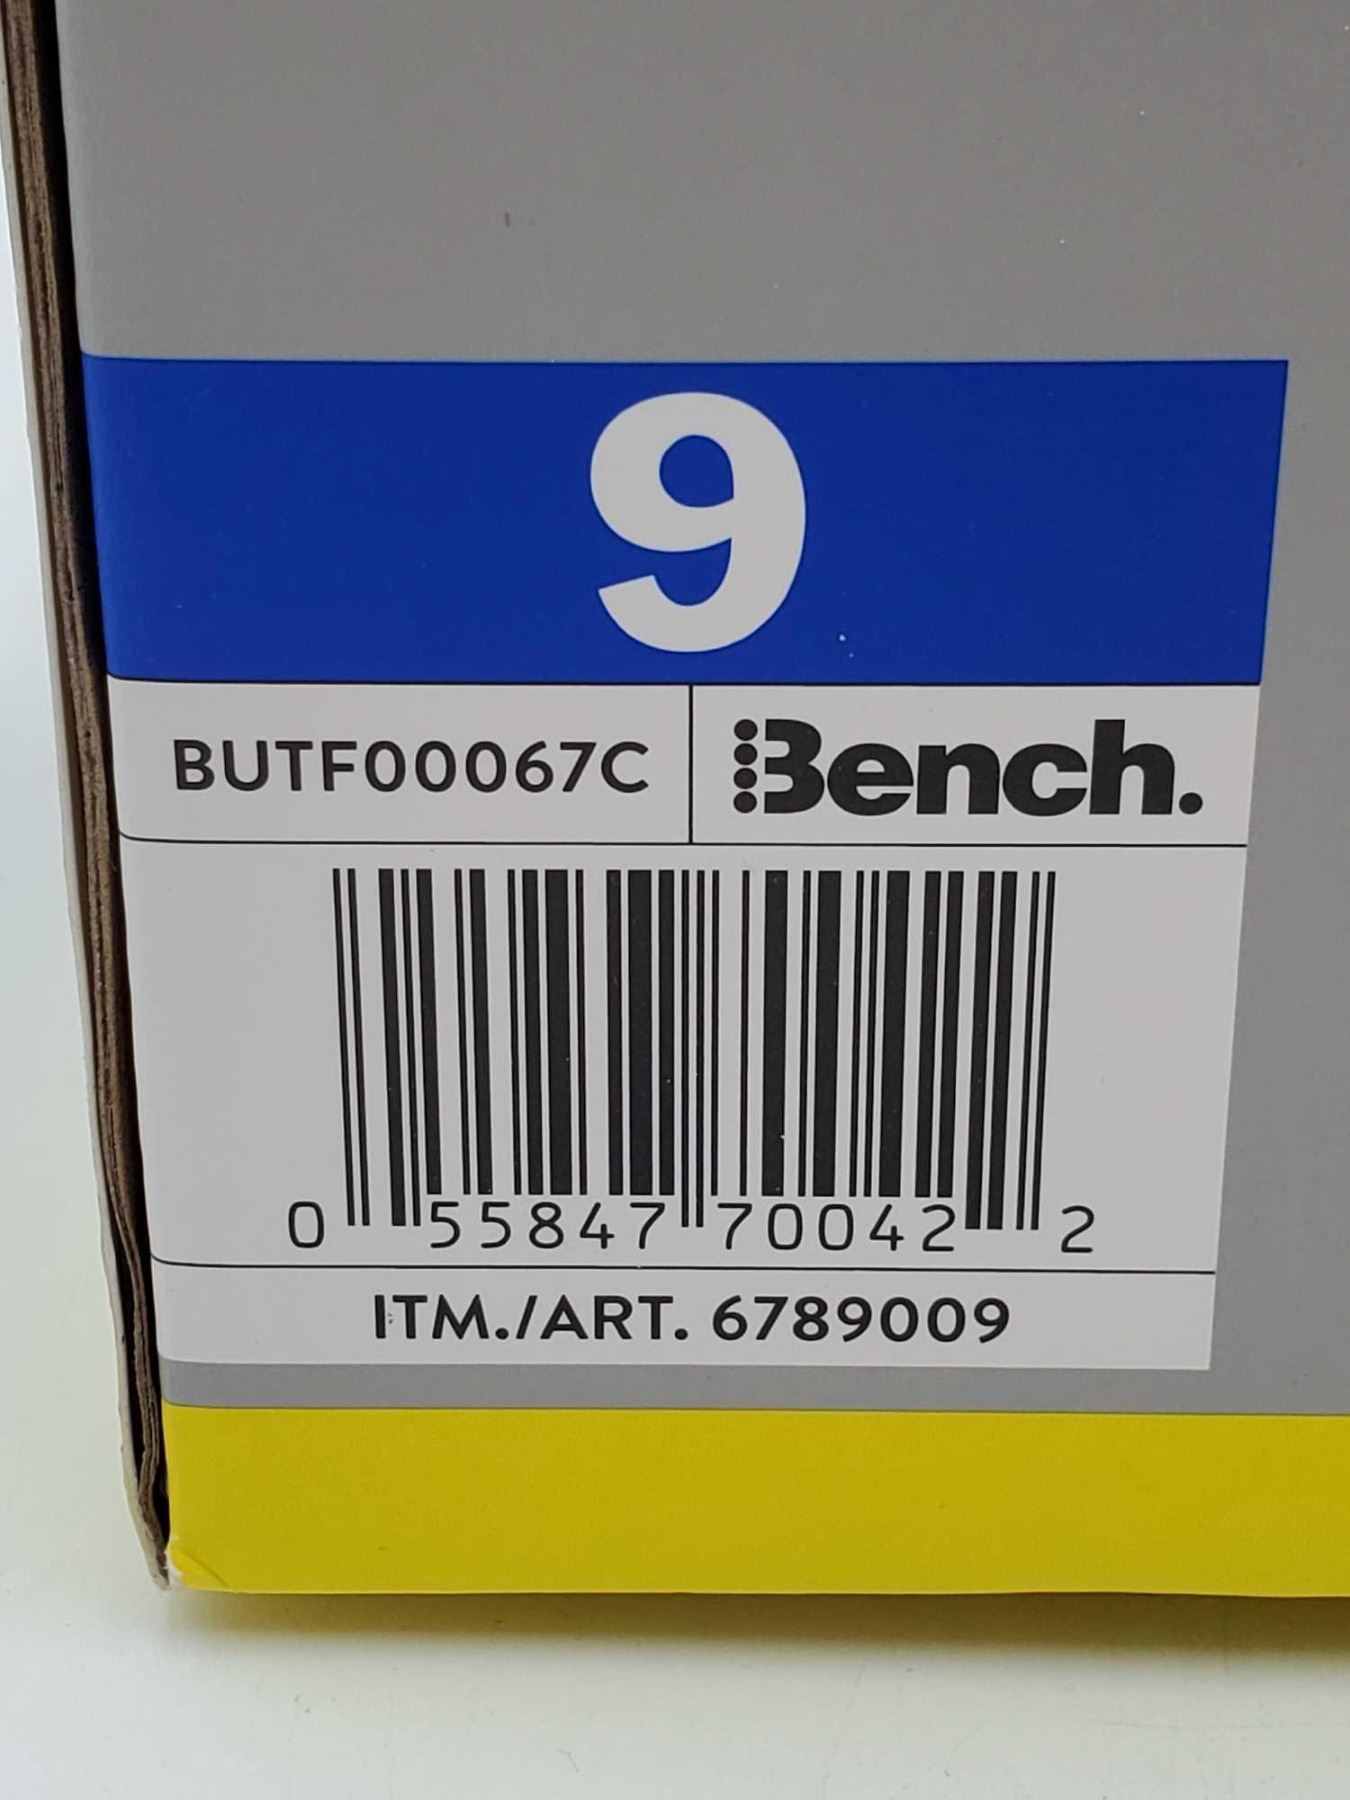 9
BUTF00067C
Bench.
0 55847 70042 2
ITM./ART. 6789009